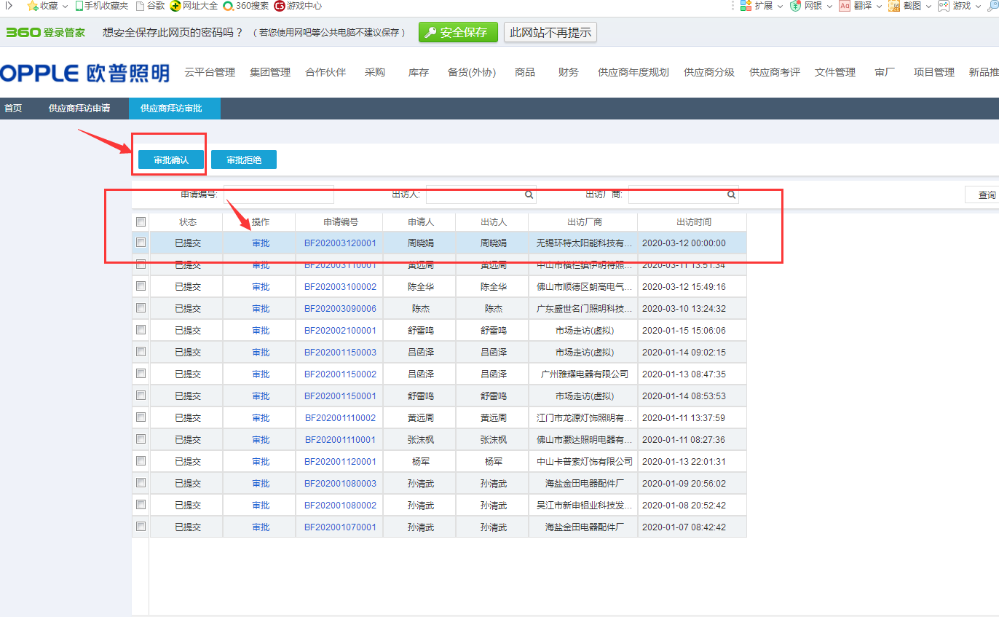 收藏 手机收藏夹 谷歌 网址大全 360搜索 游戏中心 扩展 网银 翻译 截图 游戏
360登录管家 想安全保存此网页的密码吗？ （若您使用网吧等公共电脑不建议保存） 安全保存 此网站不再提示
OPPLE 欧普照明 云平台管理 集团管理 合作伙伴 采购 库存 备货(外协) 商品 财务 供应商年度规划 供应商分级 供应商考评 文件管理 审厂 项目管理 新品推
首页 供应商拜访申请 供应商拜访审批
审批确认 审批拒绝
申请编号: 出访人: 出访厂商: 查询
状态 操作 申请编号 申请人 出访人 出访厂商 出访时间
已提交 审批 BF202003120001 周晓娟 周晓娟 无锡环特太阳能科技有... 2020-03-12 00:00:00
已提交 审批 BF202003110001 黄远周 黄远周 中山市横栏镇伊明特照... 2020-03-11 13:51:34
已提交 审批 BF202003100002 陈全华 陈全华 佛山市顺德区朗高电气... 2020-03-12 15:49:16
已提交 审批 BF202003090006 陈杰 陈杰 广东盛世名门照明科技... 2020-03-10 13:24:32
已提交 审批 BF202002100001 舒雷鸣 舒雷鸣 市场走访(虚拟) 2020-01-15 15:06:06
已提交 审批 BF202001150003 吕函泽 吕函泽 市场走访(虚拟) 2020-01-14 09:02:15
已提交 审批 BF202001150002 吕函泽 吕函泽 广州雅耀电器有限公司 2020-01-13 08:47:35
已提交 审批 BF202001150001 舒雷鸣 舒雷鸣 市场走访(虚拟) 2020-01-14 08:53:53
已提交 审批 BF202001110002 黄远周 黄远周 江门市龙源灯饰照明有... 2020-01-11 13:37:59
已提交 审批 BF202001110001 张沫枫 张沫枫 佛山市灏达照明电器有... 2020-01-11 08:27:36
已提交 审批 BF202001120001 杨军 杨军 中山卡普索灯饰有限公司 2020-01-13 22:01:31
已提交 审批 BF202001080003 孙清武 孙清武 海盐金田电器配件厂 2020-01-09 20:56:02
已提交 审批 BF202001080002 孙清武 孙清武 吴江市新申铝业科技发... 2020-01-08 20:52:42
已提交 审批 BF202001070001 孙清武 孙清武 海盐金田电器配件厂 2020-01-07 08:42:42